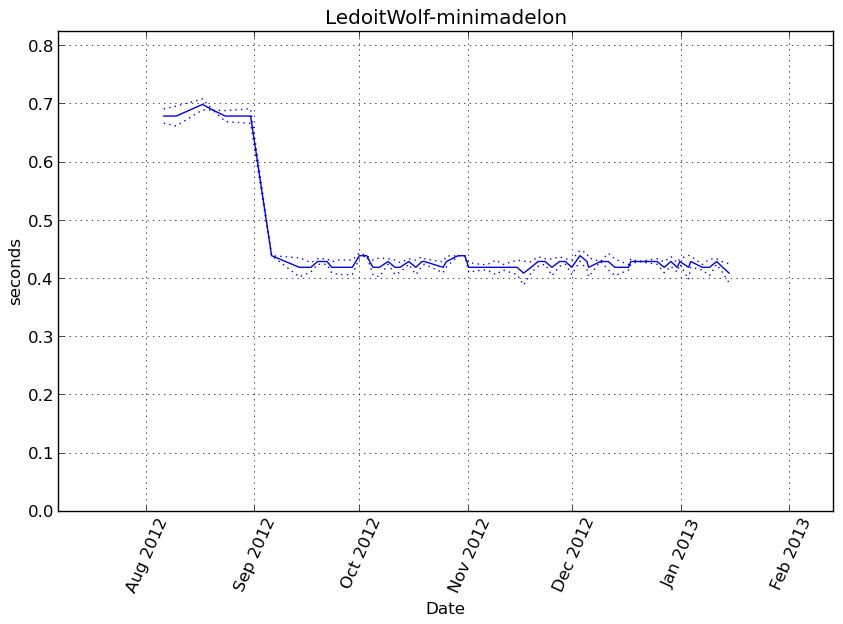 LedoitWolf-minimadelon
0.8
0.7
0.6
0.5
0.4
0.3
0.2
0.1
0.0
seconds
Aug 2012
Sep 2012
Oct 2012
Nov 2012
Dec 2012
Jan 2013
Feb 2013
Date